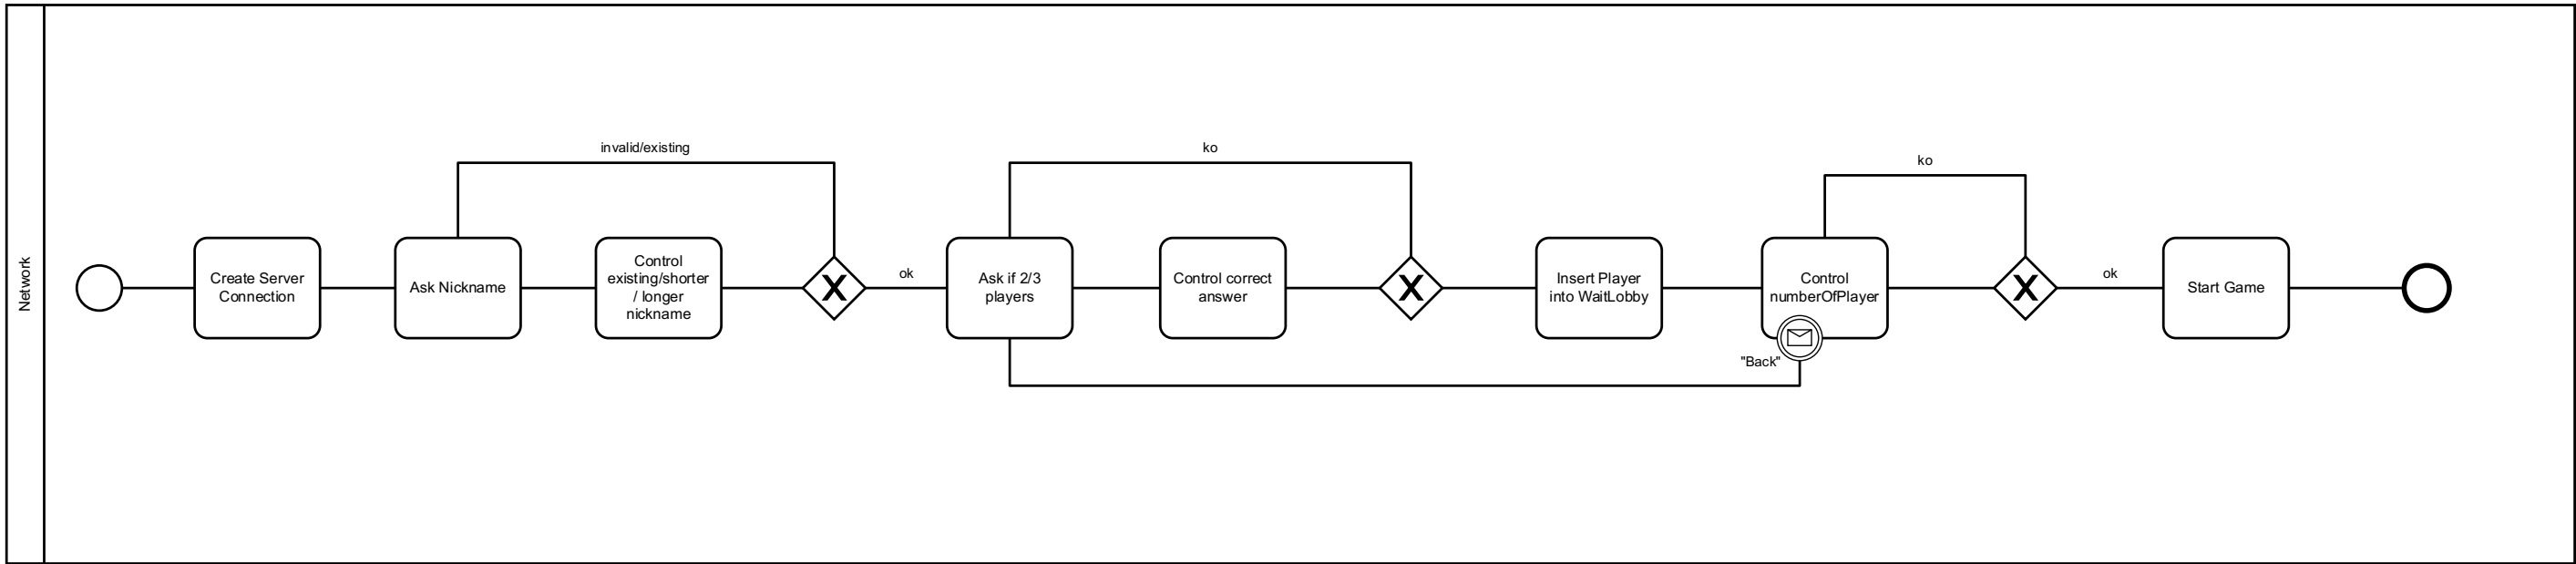 Network
Create Server
Connection
Ask Nickname
invalid/existing
Control
existing/shorter
/ longer
nickname
X
ok
Ask if 2/3
players
ko
Control correct
answer
X
Insert Player
into WaitLobby
Control
numberOfPlayer
"Back"
ko
X
ok
Start Game